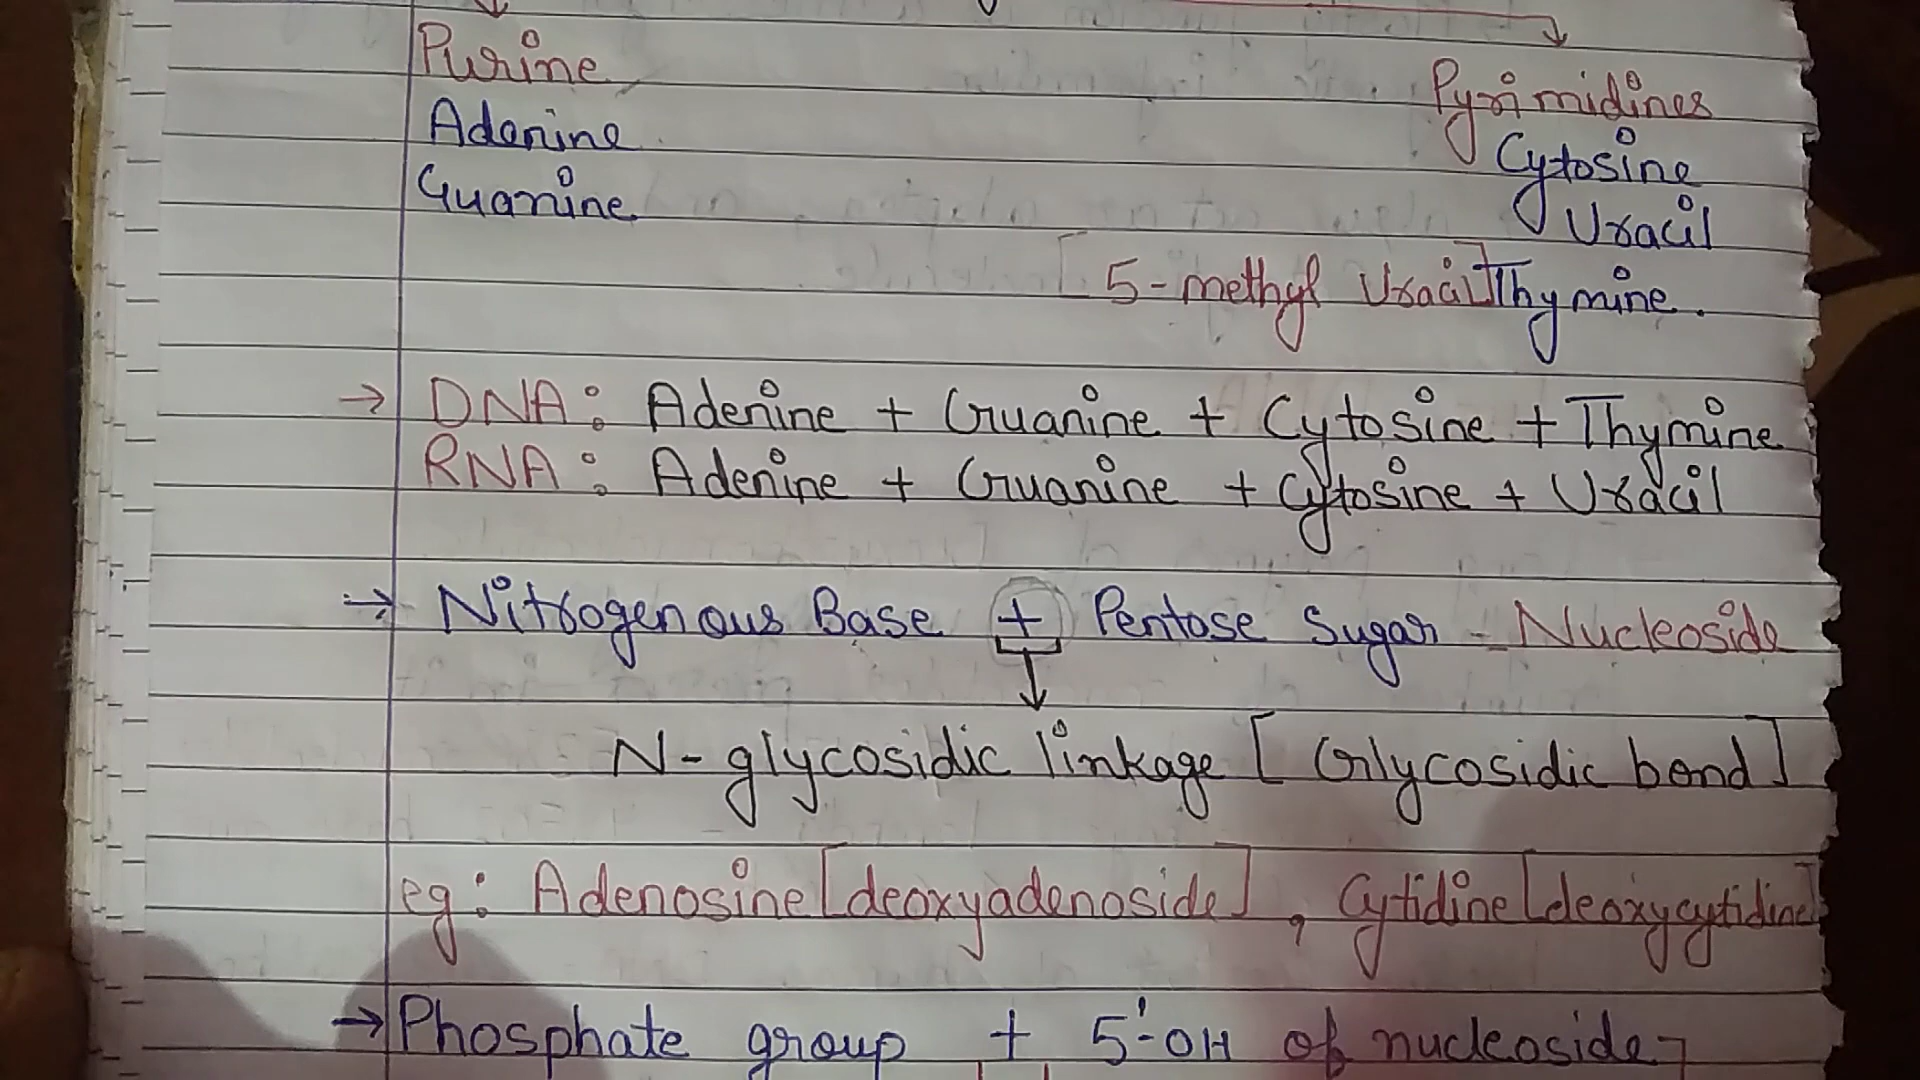 Purine
Pyrimidines
Adenine
Cytosine
Guanine
Uracil
[5-methyl Uracil] Thymine.
→ DNA: Adenine + Guanine + Cytosine + Thymine
RNA: Adenine + Guanine + Cytosine + Uracil
→ Nitrogenous Base + Pentose Sugar - Nucleoside
↓
N-glycosidic linkage [Glycosidic bond]
eg: Adenosine [deoxyadenoside], Cytidine [deoxycytidine]
→ Phosphate group + 5'-OH of nucleoside